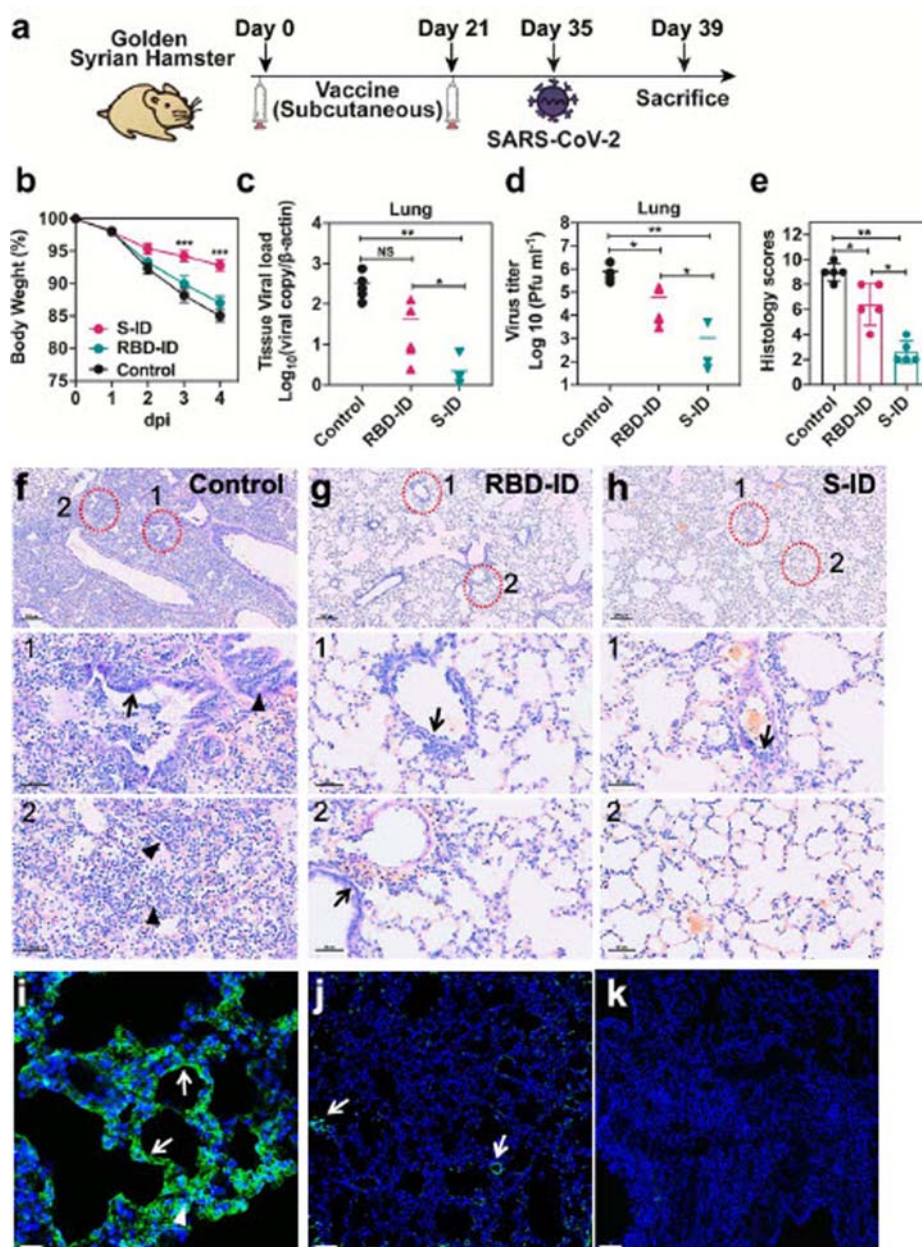 a
Golden
Syrian Hamster
Day 0
Day 21
Day 35
Day 39
Vaccine
(Subcutaneous)
SARS-CoV-2
Sacrifice
b
Body Weght (%)
100
95
90
85
80
75
***
***
S-ID
RBD-ID
Control
0
1
2
3
4
dpi
c
Lung
Tissue Viral load
Log10(viral copy/β-actin)
4
3
2
1
0
**
NS
*
Control
RBD-ID
S-ID
d
Lung
Virus titer
Log 10 (Pfu ml-1)
9
8
7
6
5
4
3
2
1
**
*
*
Control
RBD-ID
S-ID
e
Histology scores
12
10
8
6
4
2
0
**
*
*
Control
RBD-ID
S-ID
f
Control
2
1
g
RBD-ID
1
2
h
S-ID
1
2
1
1
1
2
2
2
i
j
k